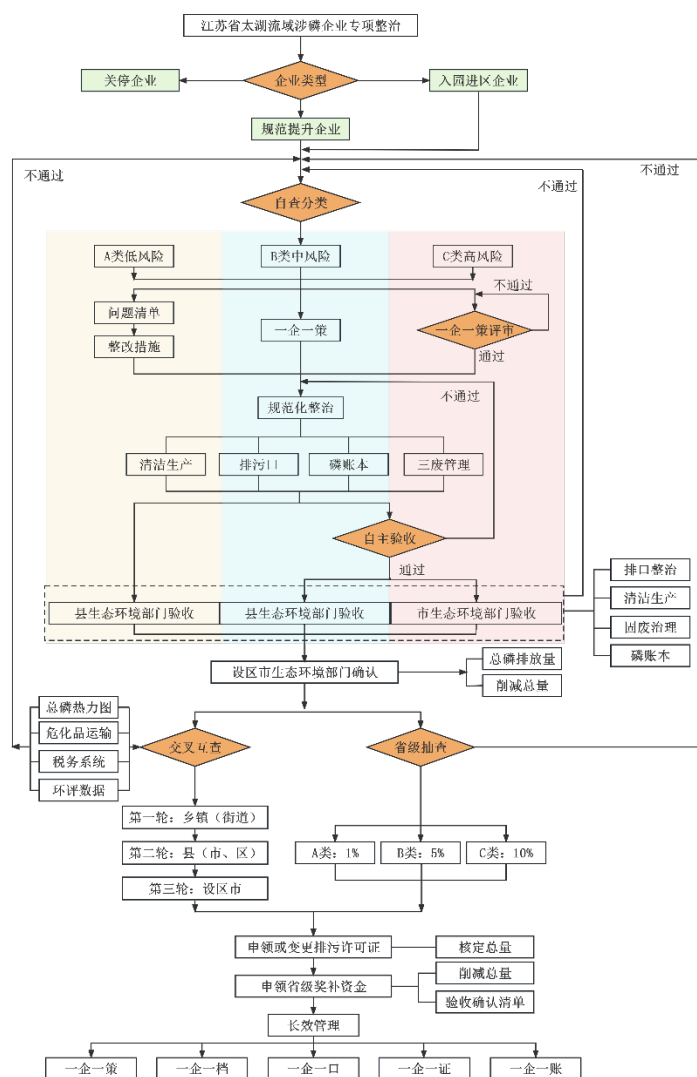 江苏省太湖流域涉磷企业专项整治
关停企业
企业类型
入园进区企业
规范提升企业
不通过
不通过
不通过
自查分类
A类低风险
B类中风险
C类高风险
不通过
问题清单
一企一策
一企一策评审
整改措施
通过
不通过
规范化整治
清洁生产
排污口
磷账本
三废管理
自主验收
通过
排口整治
清洁生产
县生态环境部门验收
县生态环境部门验收
市生态环境部门验收
固废治理
磷账本
设区市生态环境部门确认
总磷排放量
削减总量
总磷热力图
危化品运输
交叉互查
省级抽查
税务系统
环评数据
第一轮：乡镇（街道）
第二轮：县（市、区）
A类：1%
B类：5%
C类：10%
第三轮：设区市
申领或变更排污许可证
核定总量
申领省级奖补资金
削减总量
验收确认清单
长效管理
一企一策
一企一档
一企一口
一企一证
一企一账